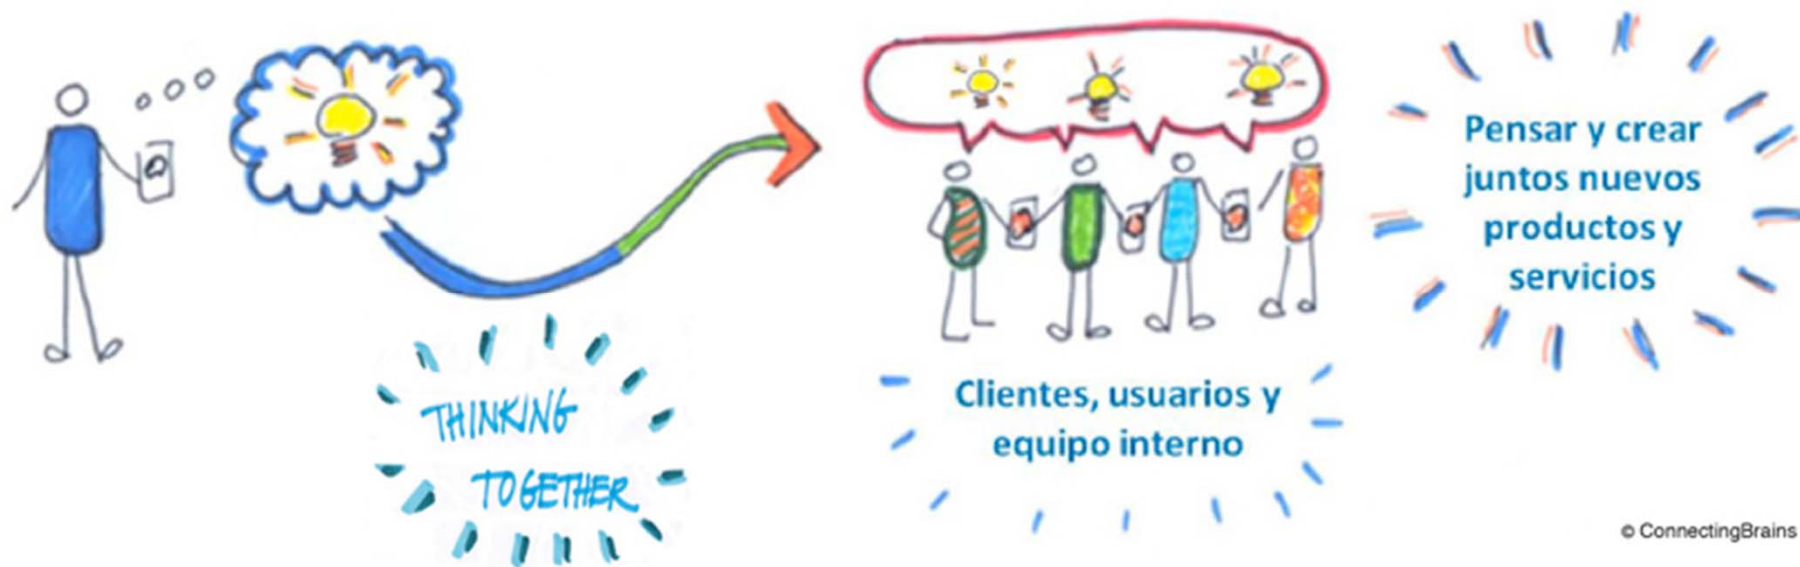 THINKING
TOGETHER
Clientes, usuarios y
equipo interno
Pensar y crear
juntos nuevos
productos y
servicios
© ConnectingBrains